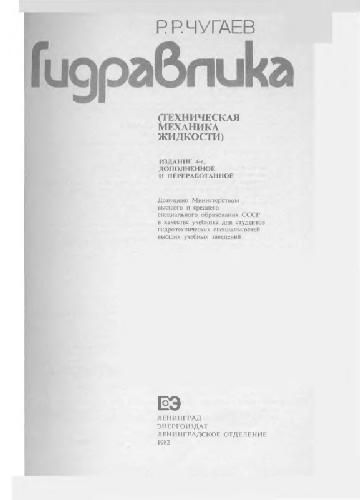 Р.Р.ЧУГАЕВ
Гидравлика
(ТЕХНИЧЕСКАЯ
МЕХАНИКА
ЖИДКОСТИ)
ИЗДАНИЕ 4-е,
ДОПОЛНЕННОЕ
И ПЕРЕРАБОТАННОЕ
Допущено Министерством
высшего и среднего
специального образования СССР
в качестве учебника для студентов
гидротехнических специальностей
высших учебных заведений
ЛЕНИНГРАД
ЭНЕРГОИЗДАТ
ЛЕНИНГРАДСКОЕ ОТДЕЛЕНИЕ
1982